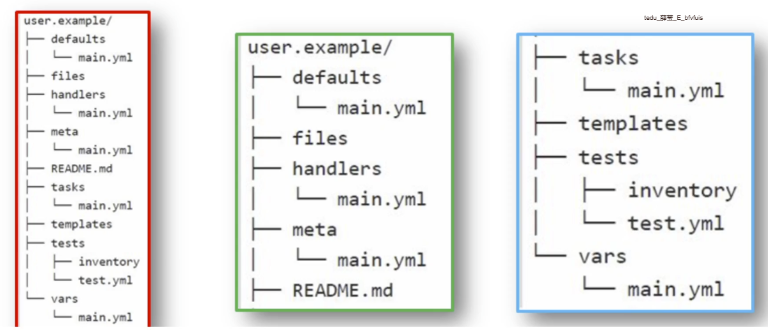 user.example/
├── defaults
│   └── main.yml
├── files
├── handlers
│   └── main.yml
├── meta
│   └── main.yml
├── README.md
├── tasks
│   └── main.yml
├── templates
├── tests
│   ├── inventory
│   └── test.yml
└── vars
    └── main.yml
user.example/
├── defaults
│   └── main.yml
├── files
├── handlers
│   └── main.yml
├── meta
│   └── main.yml
├── README.md
├── tasks
│   └── main.yml
├── templates
├── tests
│   ├── inventory
│   └── test.yml
└── vars
    └── main.yml